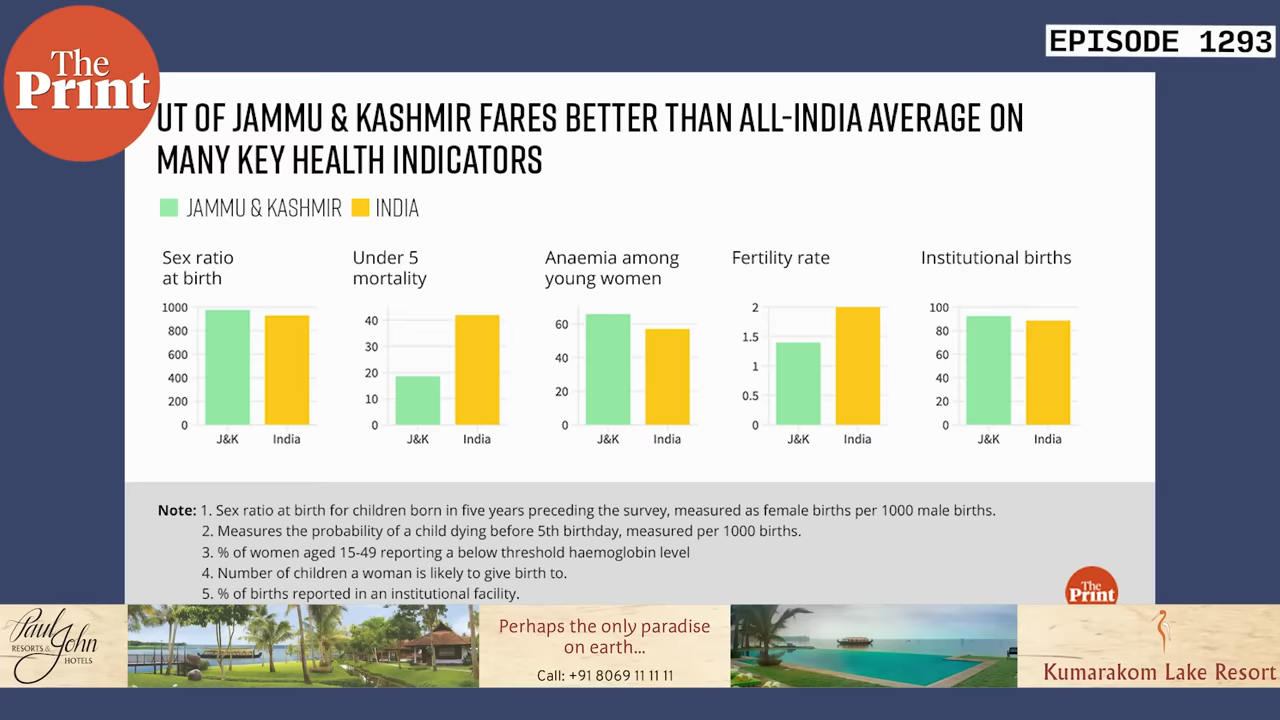 The
Print
EPISODE 1293
UT OF JAMMU & KASHMIR FARES BETTER THAN ALL-INDIA AVERAGE ON
MANY KEY HEALTH INDICATORS
JAMMU & KASHMIR INDIA
Sex ratio
at birth
1000
800
600
400
200
0
J&K India
Under 5
mortality
40
30
20
10
0
J&K India
Anaemia among
young women
60
40
20
0
J&K India
Fertility rate
2
1.5
1
0.5
0
J&K India
Institutional births
100
80
60
40
20
0
J&K India
Note: 1. Sex ratio at birth for children born in five years preceding the survey, measured as female births per 1000 male births.
2. Measures the probability of a child dying before 5th birthday, measured per 1000 births.
3. % of women aged 15-49 reporting a below threshold haemoglobin level
4. Number of children a woman is likely to give birth to.
5. % of births reported in an institutional facility.
The
Print
Paul John
RESORTS & HOTELS
Perhaps the only paradise
on earth...
Call: +91 8069 11 11 11
Kumarakom Lake Resort